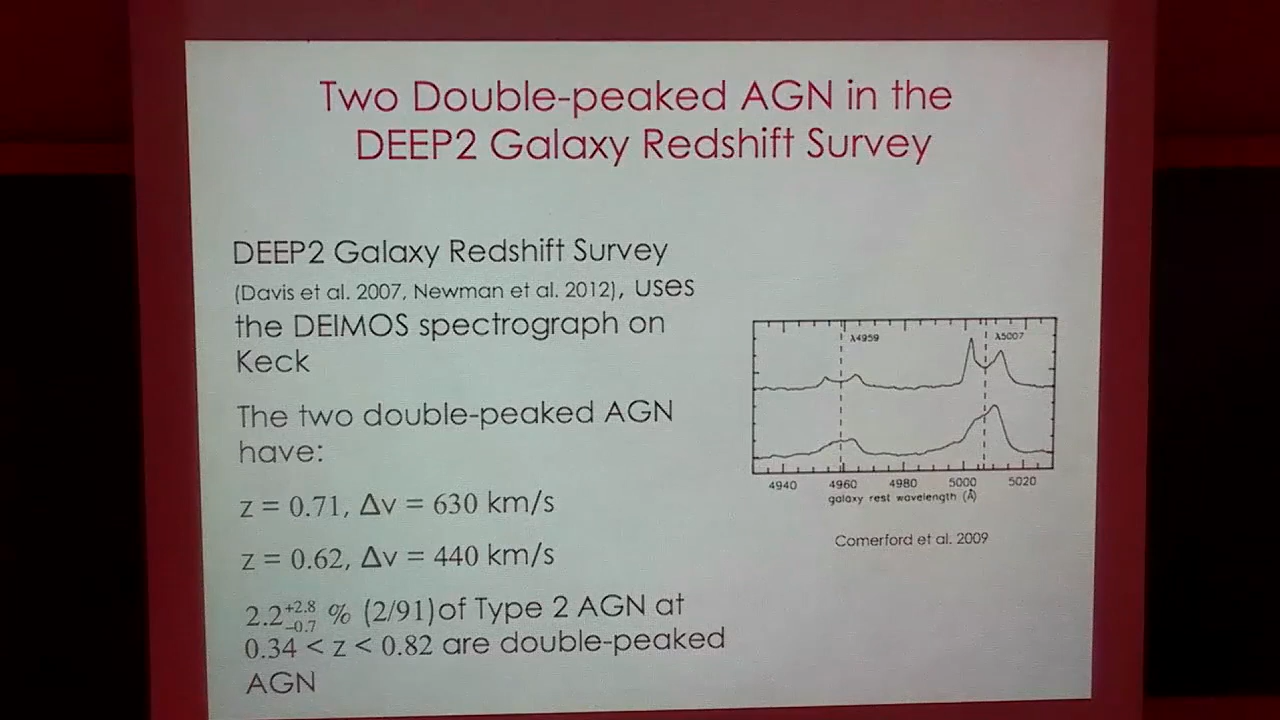 Two Double-peaked AGN in the
DEEP2 Galaxy Redshift Survey
DEEP2 Galaxy Redshift Survey
(Davis et al. 2007, Newman et al. 2012), uses
the DEIMOS spectrograph on
Keck
The two double-peaked AGN
have:
z = 0.71, Δv = 630 km/s
z = 0.62, Δv = 440 km/s
2.2+2.8−0.7 % (2/91)of Type 2 AGN at
0.34 < z < 0.82 are double-peaked
AGN
λ4959 λ5007
4940 4960 4980 5000 5020
galaxy rest wavelength (Å)
Comerford et al. 2009